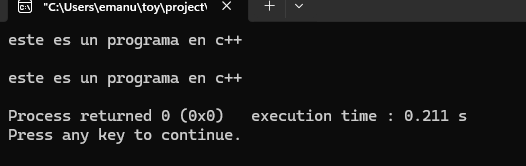 "C:\Users\emanu\toy\project\
este es un programa en c++
este es un programa en c++
Process returned 0 (0x0)   execution time : 0.211 s
Press any key to continue.